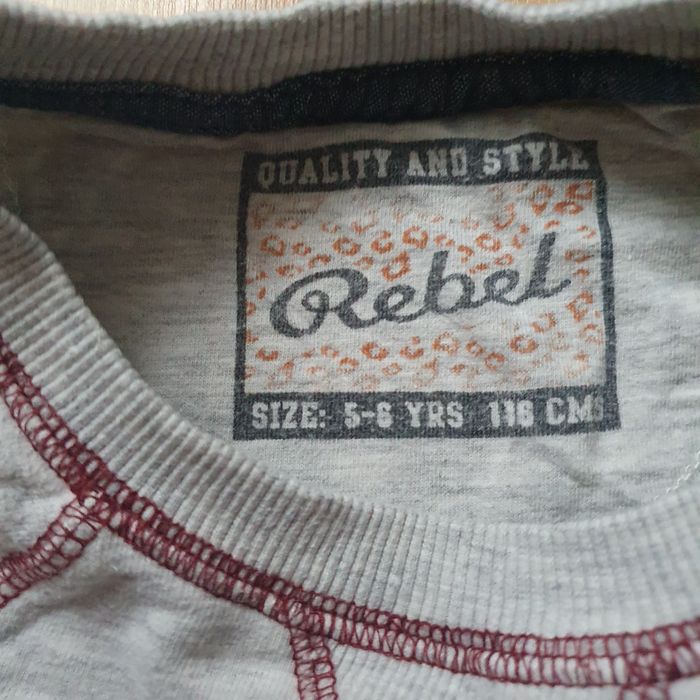 QUALITY AND STYLE
Rebel
SIZE: 5-6 YRS 116 CMS